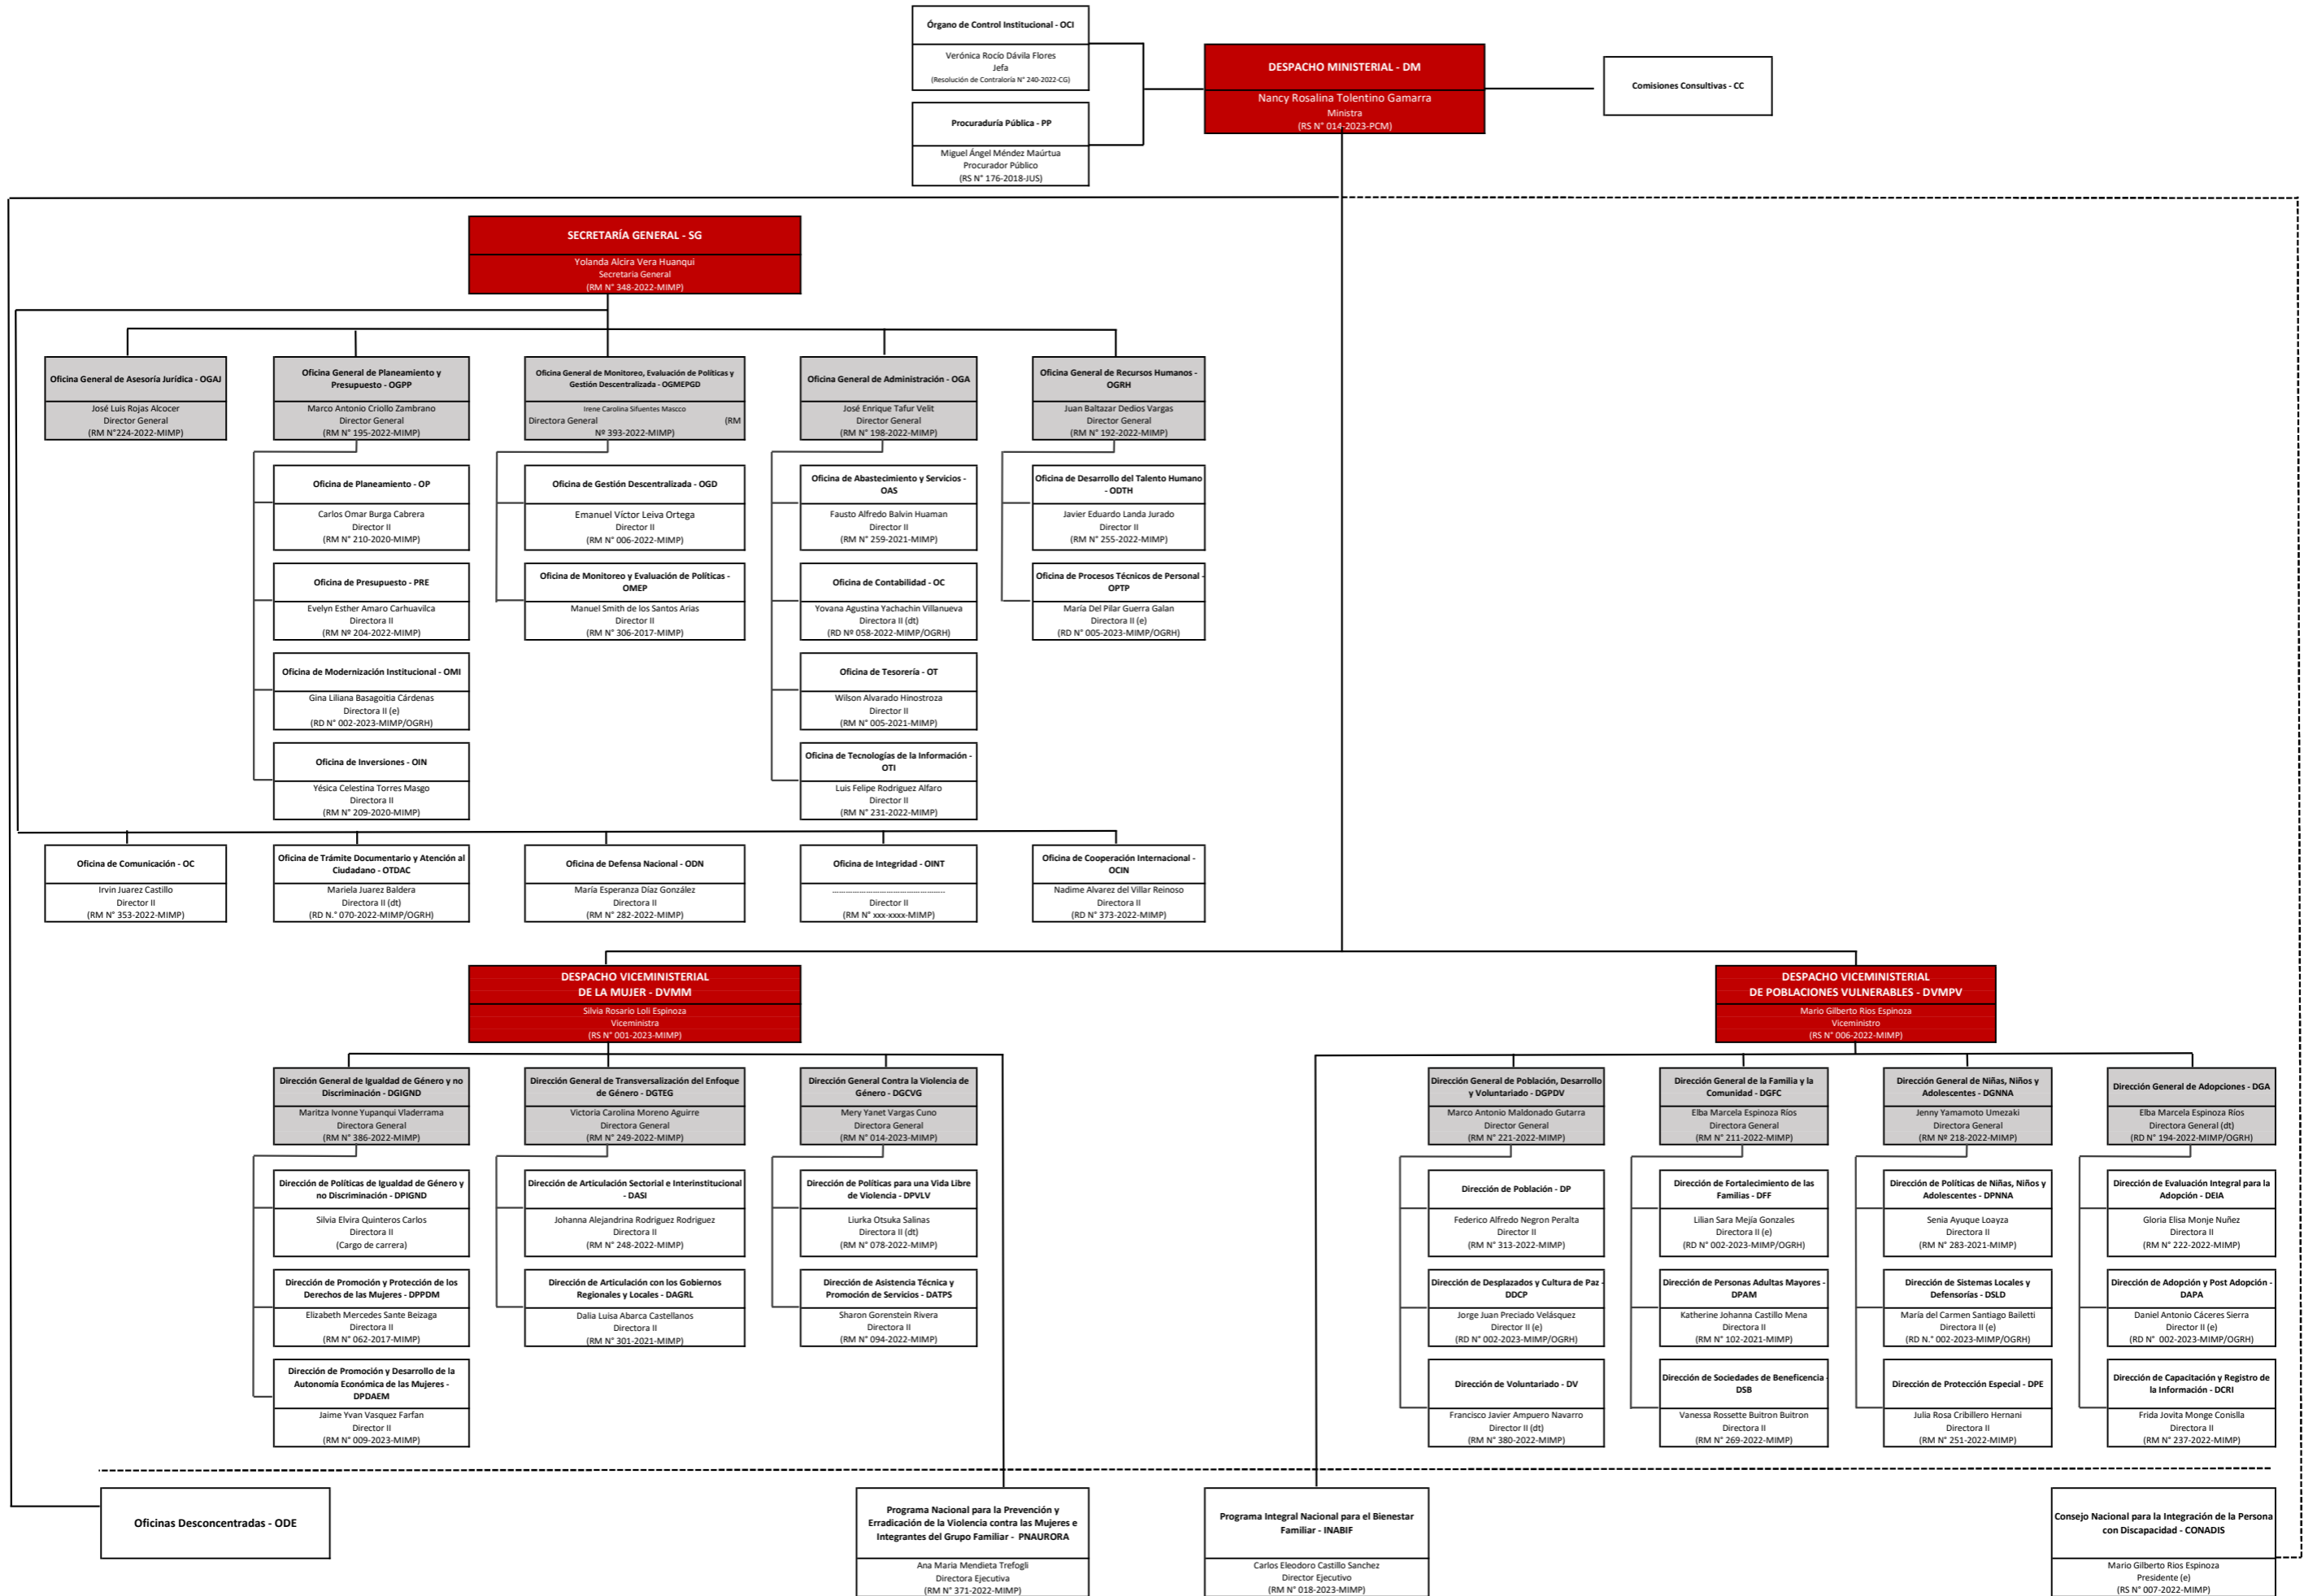 Órgano de Control Institucional - OCI
Verónica Rocío Dávila Flores
Jefa
(Resolución de Contraloría N° 240-2022-CG)
Procuraduría Pública - PP
Miguel Ángel Méndez Maúrtua
Procurador Público
(RS N° 176-2018-JUS)
DESPACHO MINISTERIAL - DM
Nancy Rosalina Tolentino Gamarra
Ministra
(RS N° 014-2023-PCM)
Comisiones Consultivas - CC
SECRETARÍA GENERAL - SG
Yolanda Alcira Vera Huanqui
Secretaria General
(RM N° 348-2022-MIMP)
Oficina General de Asesoría Jurídica - OGAJ
José Luis Rojas Alcocer
Director General
(RM N°224-2022-MIMP)
Oficina General de Planeamiento y
Presupuesto - OGPP
Marco Antonio Criollo Zambrano
Director General
(RM N° 195-2022-MIMP)
Oficina General de Monitoreo, Evaluación de Políticas y
Gestión Descentralizada - OGMEPGD
Irene Carolina Sifuentes Mascco
Directora General (RM
Nº 393-2022-MIMP)
Oficina General de Administración - OGA
José Enrique Tafur Velit
Director General
(RM N° 198-2022-MIMP)
Oficina General de Recursos Humanos -
OGRH
Juan Baltazar Dedios Vargas
Director General
(RM N° 192-2022-MIMP)
Oficina de Planeamiento - OP
Carlos Omar Burga Cabrera
Director II
(RM N° 210-2020-MIMP)
Oficina de Gestión Descentralizada - OGD
Emanuel Víctor Leiva Ortega
Director II
(RM N° 006-2022-MIMP)
Oficina de Abastecimiento y Servicios -
OAS
Fausto Alfredo Balvin Huaman
Director II
(RM N° 259-2021-MIMP)
Oficina de Desarrollo del Talento Humano
- ODTH
Javier Eduardo Landa Jurado
Director II
(RM N° 255-2022-MIMP)
Oficina de Presupuesto - PRE
Evelyn Esther Amaro Carhuavilca
Directora II
(RM Nº 204-2022-MIMP)
Oficina de Monitoreo y Evaluación de Políticas -
OMEP
Manuel Smith de los Santos Arias
Director II
(RM N° 306-2017-MIMP)
Oficina de Contabilidad - OC
Yovana Agustina Yachachin Villanueva
Directora II (dt)
(RD Nº 058-2022-MIMP/OGRH)
Oficina de Procesos Técnicos de Personal -
OPTP
María Del Pilar Guerra Galan
Directora II (e)
(RD N° 005-2023-MIMP/OGRH)
Oficina de Modernización Institucional - OMI
Gina Liliana Basagoitia Cárdenas
Directora II (e)
(RD N° 002-2023-MIMP/OGRH)
Oficina de Tesorería - OT
Wilson Alvarado Hinostroza
Director II
(RM N° 005-2021-MIMP)
Oficina de Inversiones - OIN
Yésica Celestina Torres Masgo
Directora II
(RM N° 209-2020-MIMP)
Oficina de Tecnologías de la Información -
OTI
Luis Felipe Rodriguez Alfaro
Director II
(RM N° 231-2022-MIMP)
Oficina de Comunicación - OC
Irvin Juarez Castillo
Director II
(RM N° 353-2022-MIMP)
Oficina de Trámite Documentario y Atención al
Ciudadano - OTDAC
Mariela Juarez Baldera
Directora II (dt)
(RD N.° 070-2022-MIMP/OGRH)
Oficina de Defensa Nacional - ODN
María Esperanza Díaz González
Directora II
(RM N° 282-2022-MIMP)
Oficina de Integridad - OINT
..................................................
Director II
(RM N° xxx-xxxx-MIMP)
Oficina de Cooperación Internacional -
OCIN
Nadime Alvarez del Villar Reinoso
Directora II
(RD N° 373-2022-MIMP)
DESPACHO VICEMINISTERIAL
DE LA MUJER - DVMM
Silvia Rosario Loli Espinoza
Viceministra
(RS N° 001-2023-MIMP)
DESPACHO VICEMINISTERIAL
DE POBLACIONES VULNERABLES - DVMPV
Mario Gilberto Rios Espinoza
Viceministro
(RS N° 006-2022-MIMP)
Dirección General de Igualdad de Género y no
Discriminación - DGIGND
Maritza Ivonne Yupanqui Vladerrama
Directora General
(RM N° 386-2022-MIMP)
Dirección General de Transversalización del Enfoque
de Género - DGTEG
Victoria Carolina Moreno Aguirre
Directora General
(RM N° 249-2022-MIMP)
Dirección General Contra la Violencia de
Género - DGCVG
Mery Yanet Vargas Cuno
Directora General
(RM N° 014-2023-MIMP)
Dirección General de Población, Desarrollo
y Voluntariado - DGPDV
Marco Antonio Maldonado Gutarra
Director General
(RM N° 221-2022-MIMP)
Dirección General de la Familia y la
Comunidad - DGFC
Elba Marcela Espinoza Ríos
Directora General
(RM N° 211-2022-MIMP)
Dirección General de Niñas, Niños y
Adolescentes - DGNNA
Jenny Yamamoto Umezaki
Directora General
(RM Nº 218-2022-MIMP)
Dirección General de Adopciones - DGA
Elba Marcela Espinoza Ríos
Directora General (dt)
(RD N° 194-2022-MIMP/OGRH)
Dirección de Políticas de Igualdad de Género y
no Discriminación - DPIGND
Silvia Elvira Quinteros Carlos
Directora II
(Cargo de carrera)
Dirección de Articulación Sectorial e Interinstitucional
- DASI
Johanna Alejandrina Rodriguez Rodriguez
Directora II
(RM N° 248-2022-MIMP)
Dirección de Políticas para una Vida Libre
de Violencia - DPVLV
Liurka Otsuka Salinas
Directora II (dt)
(RM N° 078-2022-MIMP)
Dirección de Población - DP
Federico Alfredo Negron Peralta
Director II
(RM N° 313-2022-MIMP)
Dirección de Fortalecimiento de las
Familias - DFF
Lilian Sara Mejía Gonzales
Directora II (e)
(RD N° 002-2023-MIMP/OGRH)
Dirección de Políticas de Niñas, Niños y
Adolescentes - DPNNA
Senia Ayuque Loayza
Directora II
(RM N° 283-2021-MIMP)
Dirección de Evaluación Integral para la
Adopción - DEIA
Gloria Elisa Monje Nuñez
Directora II
(RM N° 222-2022-MIMP)
Dirección de Promoción y Protección de los
Derechos de las Mujeres - DPPDM
Elizabeth Mercedes Sante Beizaga
Directora II
(RM N° 062-2017-MIMP)
Dirección de Articulación con los Gobiernos
Regionales y Locales - DAGRL
Dalia Luisa Abarca Castellanos
Directora II
(RM N° 301-2021-MIMP)
Dirección de Asistencia Técnica y
Promoción de Servicios - DATPS
Sharon Gorenstein Rivera
Directora II
(RM N° 094-2022-MIMP)
Dirección de Desplazados y Cultura de Paz -
DDCP
Jorge Juan Preciado Velásquez
Director II (e)
(RD N° 002-2023-MIMP/OGRH)
Dirección de Personas Adultas Mayores -
DPAM
Katherine Johanna Castillo Mena
Directora II
(RM N° 102-2021-MIMP)
Dirección de Sistemas Locales y
Defensorías - DSLD
María del Carmen Santiago Bailetti
Directora II (e)
(RD N.° 002-2023-MIMP/OGRH)
Dirección de Adopción y Post Adopción -
DAPA
Daniel Antonio Cáceres Sierra
Director II (e)
(RD N° 002-2023-MIMP/OGRH)
Dirección de Promoción y Desarrollo de la
Autonomía Económica de las Mujeres -
DPDAEM
Jaime Yvan Vasquez Farfan
Director II
(RM N° 009-2023-MIMP)
Dirección de Voluntariado - DV
Francisco Javier Ampuero Navarro
Director II (dt)
(RM N° 380-2022-MIMP)
Dirección de Sociedades de Beneficencia -
DSB
Vanessa Rossette Buitron Buitron
Directora II
(RM N° 269-2022-MIMP)
Dirección de Protección Especial - DPE
Julia Rosa Cribillero Hernani
Directora II
(RM N° 251-2022-MIMP)
Dirección de Capacitación y Registro de
la Información - DCRI
Frida Jovita Monge Conislla
Directora II
(RM N° 237-2022-MIMP)
Oficinas Desconcentradas - ODE
Programa Nacional para la Prevención y
Erradicación de la Violencia contra las Mujeres e
Integrantes del Grupo Familiar - PNAURORA
Ana Maria Mendieta Trefogli
Directora Ejecutiva
(RM N° 371-2022-MIMP)
Programa Integral Nacional para el Bienestar
Familiar - INABIF
Carlos Eleodoro Castillo Sanchez
Director Ejecutivo
(RM N° 018-2023-MIMP)
Consejo Nacional para la Integración de la Persona
con Discapacidad - CONADIS
Mario Gilberto Rios Espinoza
Presidente (e)
(RS N° 007-2022-MIMP)